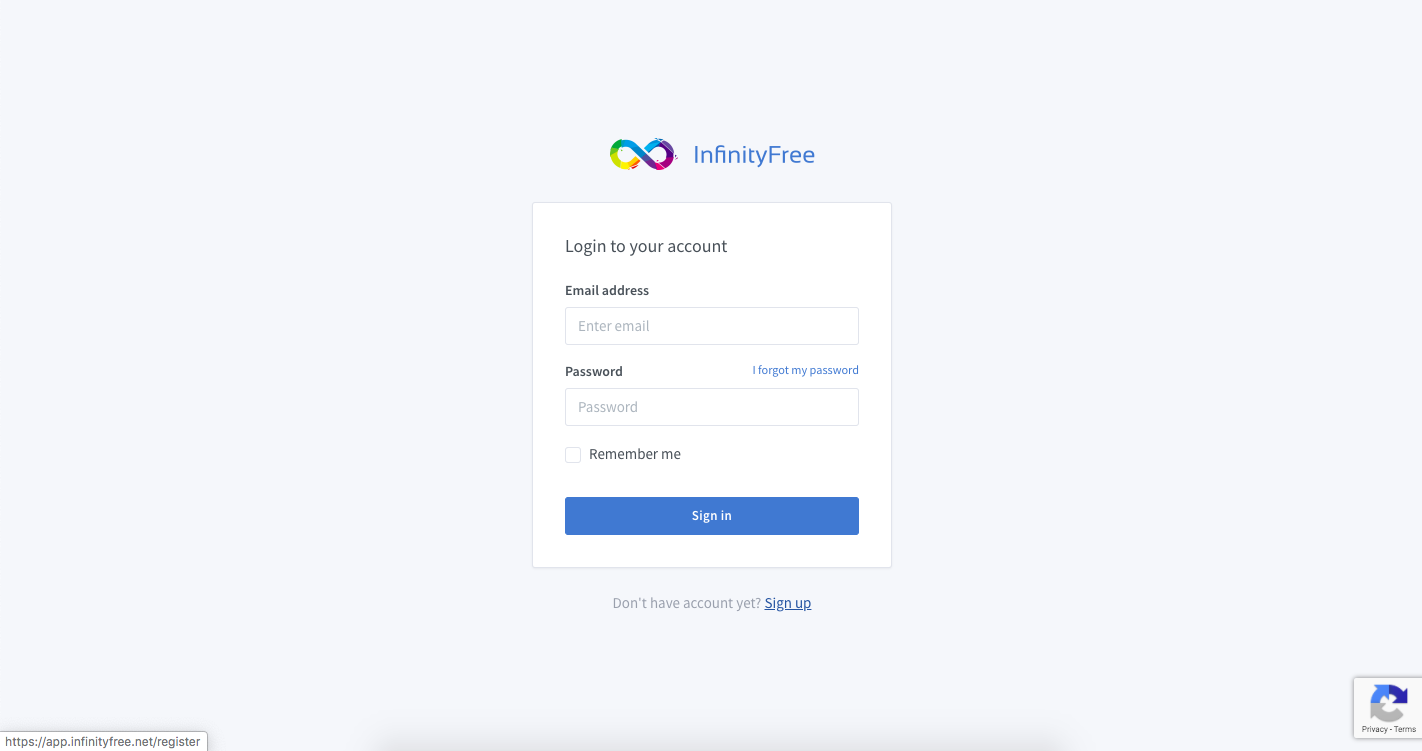 InfinityFree
Login to your account
Email address
Enter email
Password I forgot my password
Password
Remember me
Sign in
Don't have account yet? Sign up
Privacy - Terms
https://app.infinityfree.net/register